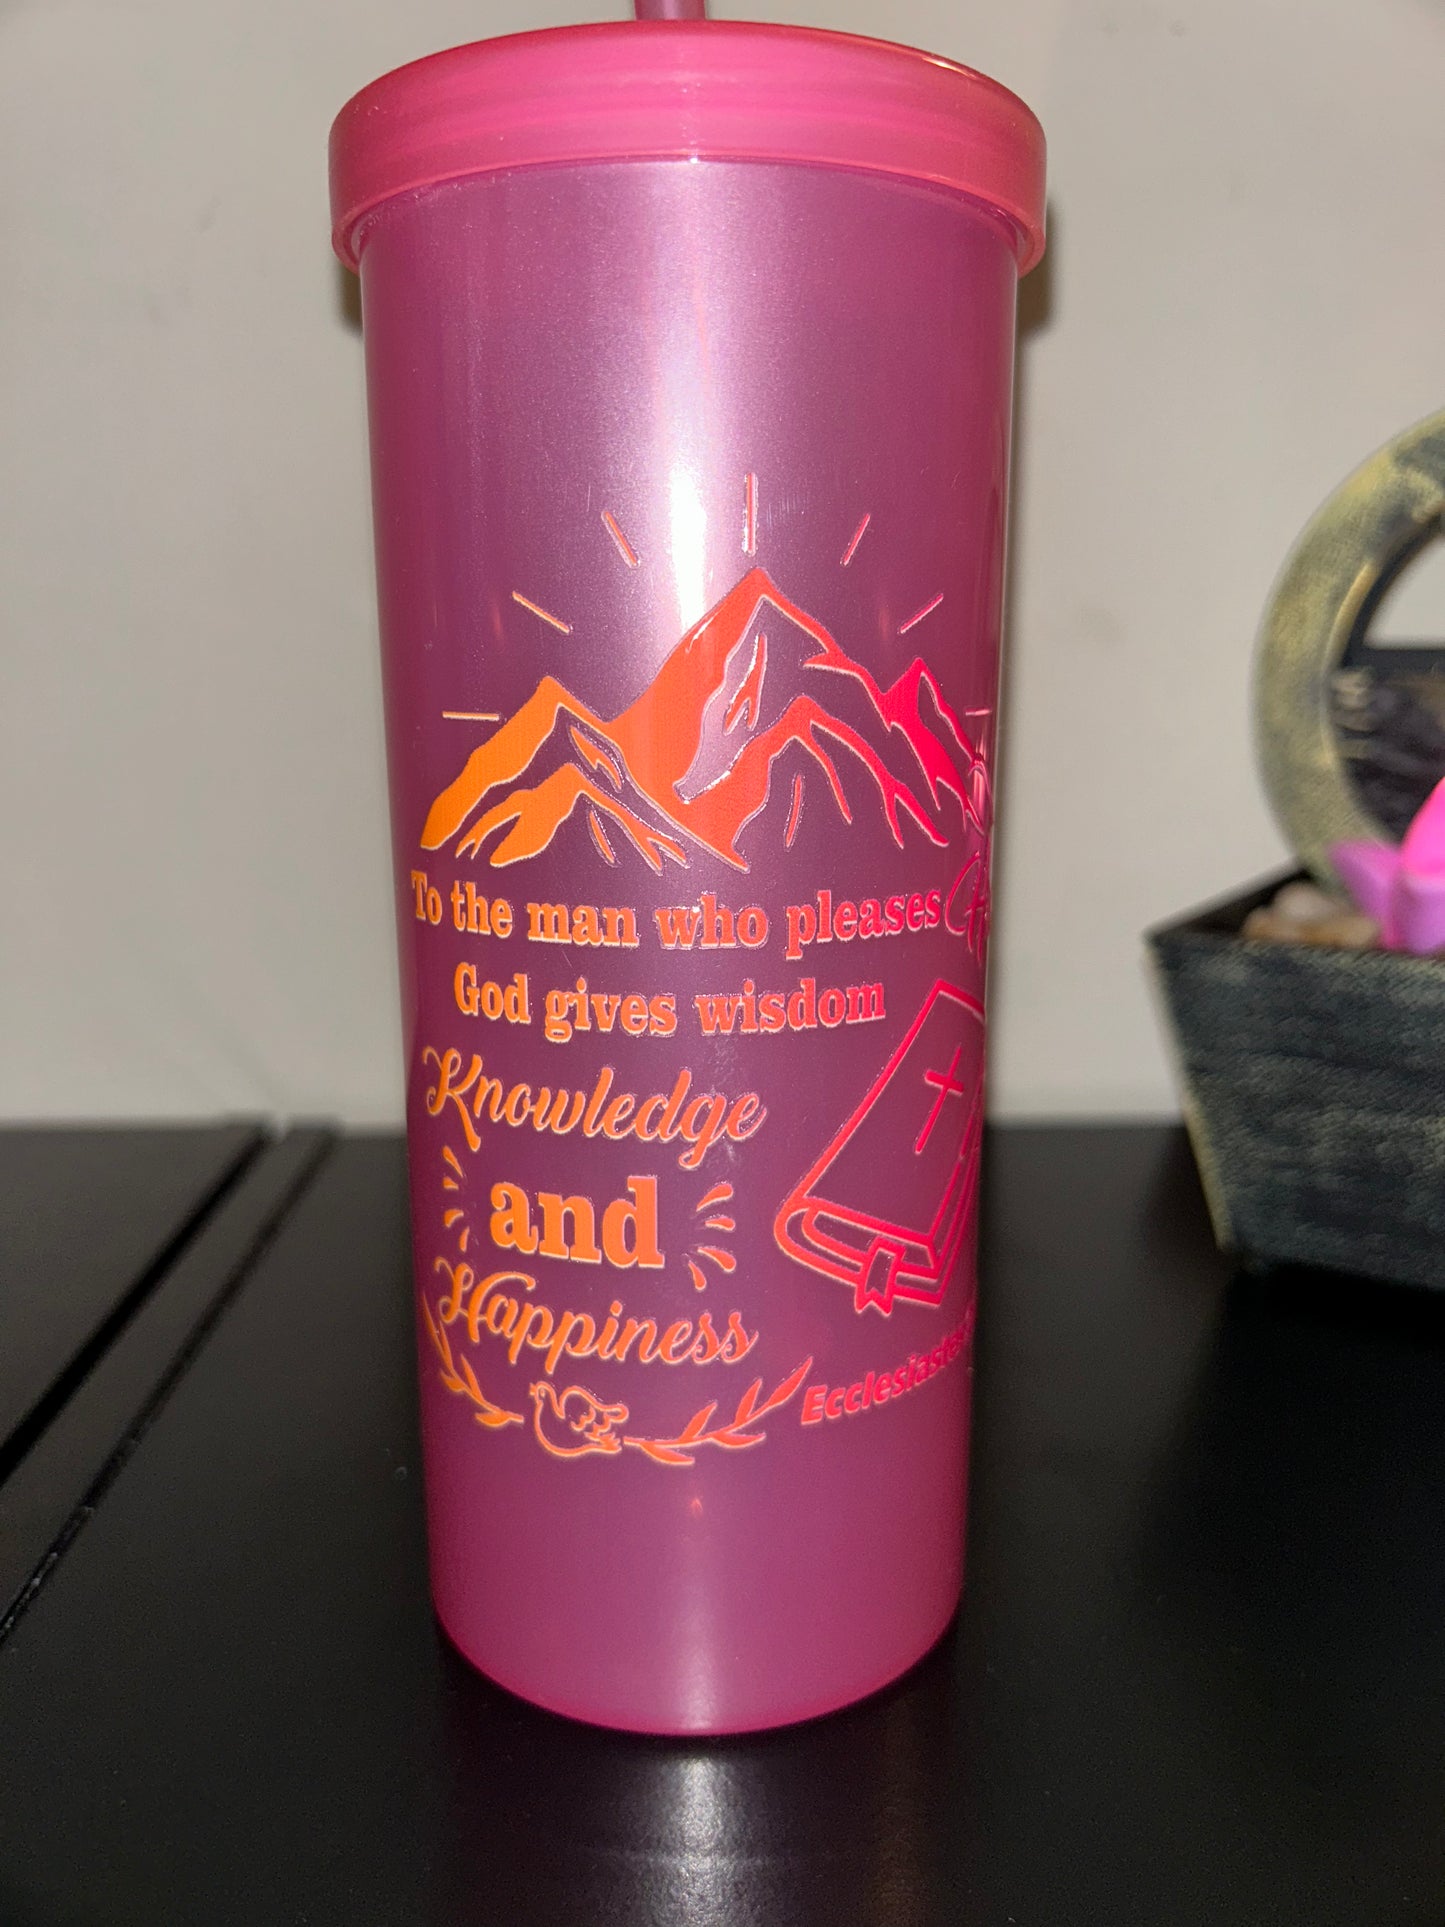 To the man who pleases
God gives wisdom
Knowledge
and
Happiness
Ecclesiastes